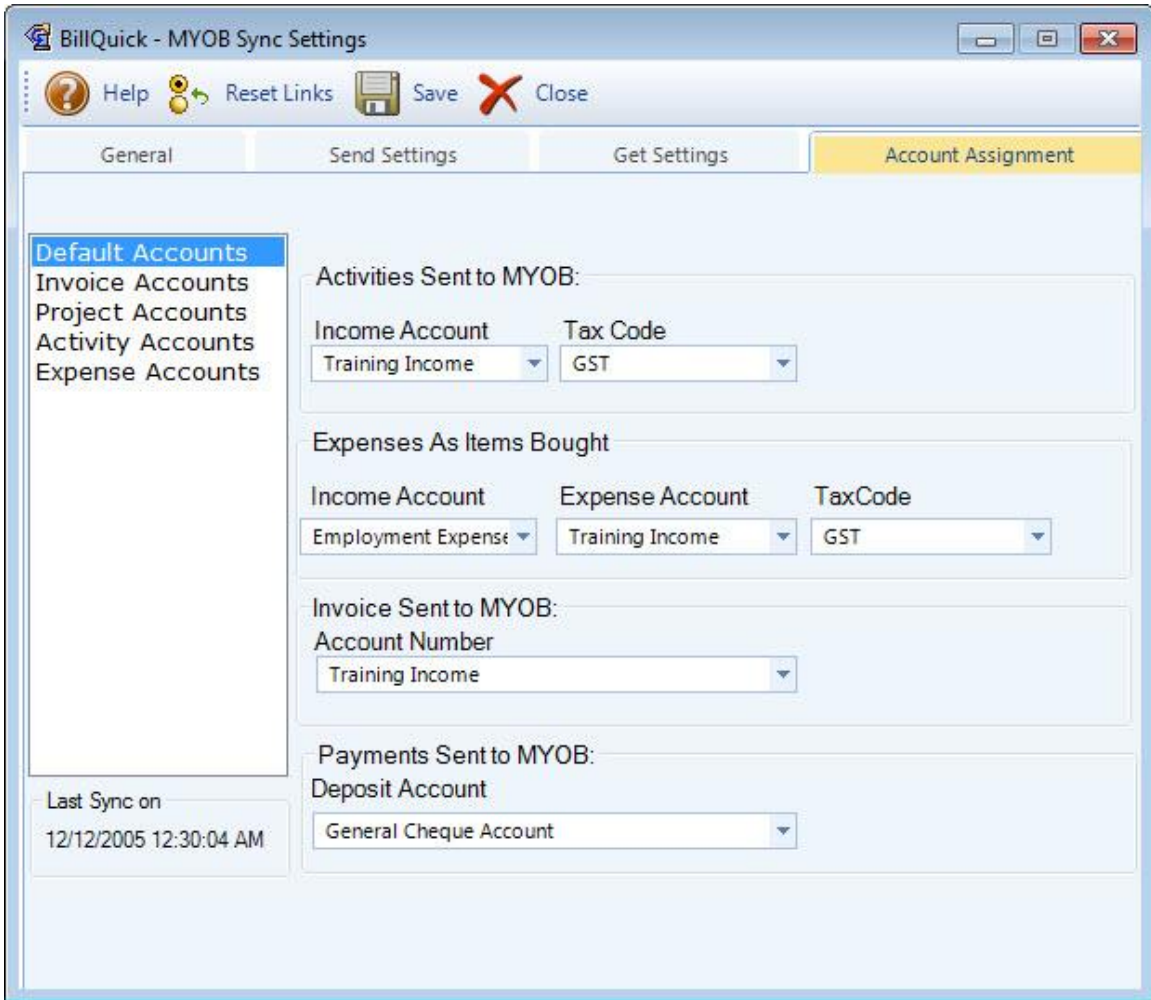 BillQuick - MYOB Sync Settings
Help Reset Links Save Close
General Send Settings Get Settings Account Assignment
Default Accounts
Invoice Accounts
Project Accounts
Activity Accounts
Expense Accounts
Last Sync on
12/12/2005 12:30:04 AM
Activities Sent to MYOB:
Income Account Tax Code
Training Income GST
Expenses As Items Bought
Income Account Expense Account TaxCode
Employment Expense Training Income GST
Invoice Sent to MYOB:
Account Number
Training Income
Payments Sent to MYOB:
Deposit Account
General Cheque Account